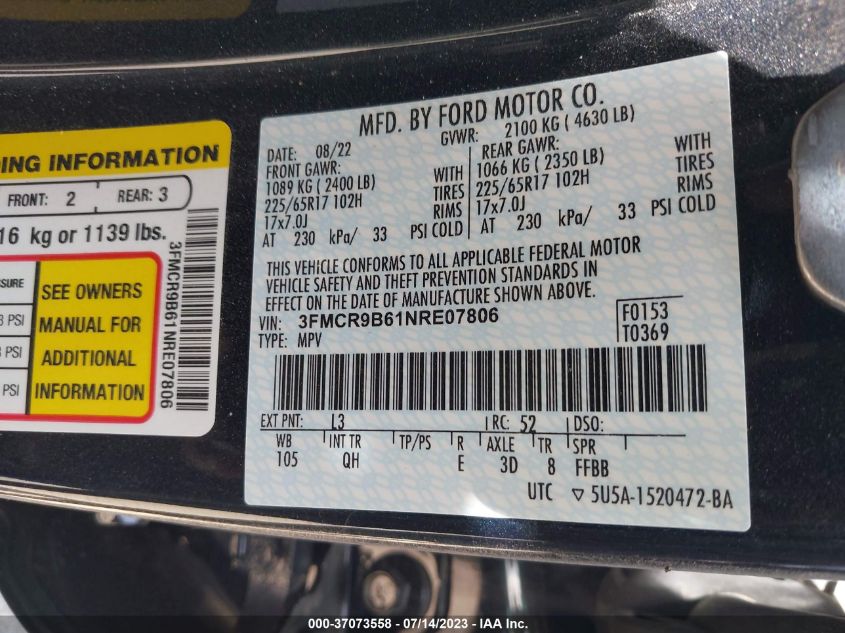 DING INFORMATION
FRONT: 2 REAR: 3
16 kg or 1139 lbs.
SURE
PSI
PSI
PSI
SEE OWNERS
MANUAL FOR
ADDITIONAL
INFORMATION
3FMCR9B61NRE07806
MFD. BY FORD MOTOR CO.
DATE: 08/22 GVWR: 2100 KG ( 4630 LB)
FRONT GAWR: REAR GAWR:
1089 KG ( 2400 LB) WITH 1066 KG ( 2350 LB) WITH
225/65R17 102H TIRES 225/65R17 102H TIRES
17x7.0J RIMS 17x7.0J RIMS
AT 230 kPa/ 33 PSI COLD AT 230 kPa/ 33 PSI COLD
THIS VEHICLE CONFORMS TO ALL APPLICABLE FEDERAL MOTOR
VEHICLE SAFETY AND THEFT PREVENTION STANDARDS IN
EFFECT ON THE DATE OF MANUFACTURE SHOWN ABOVE.
VIN: 3FMCR9B61NRE07806 F0153
TYPE: MPV T0369
EXT PNT: L3 RC: 52 DSO:
WB INT TR TP/PS R AXLE TR SPR
105 QH E 3D 8 FFBB
UTC ▽ 5U5A-1520472-BA
000-37073558 - 07/14/2023 - IAA Inc.